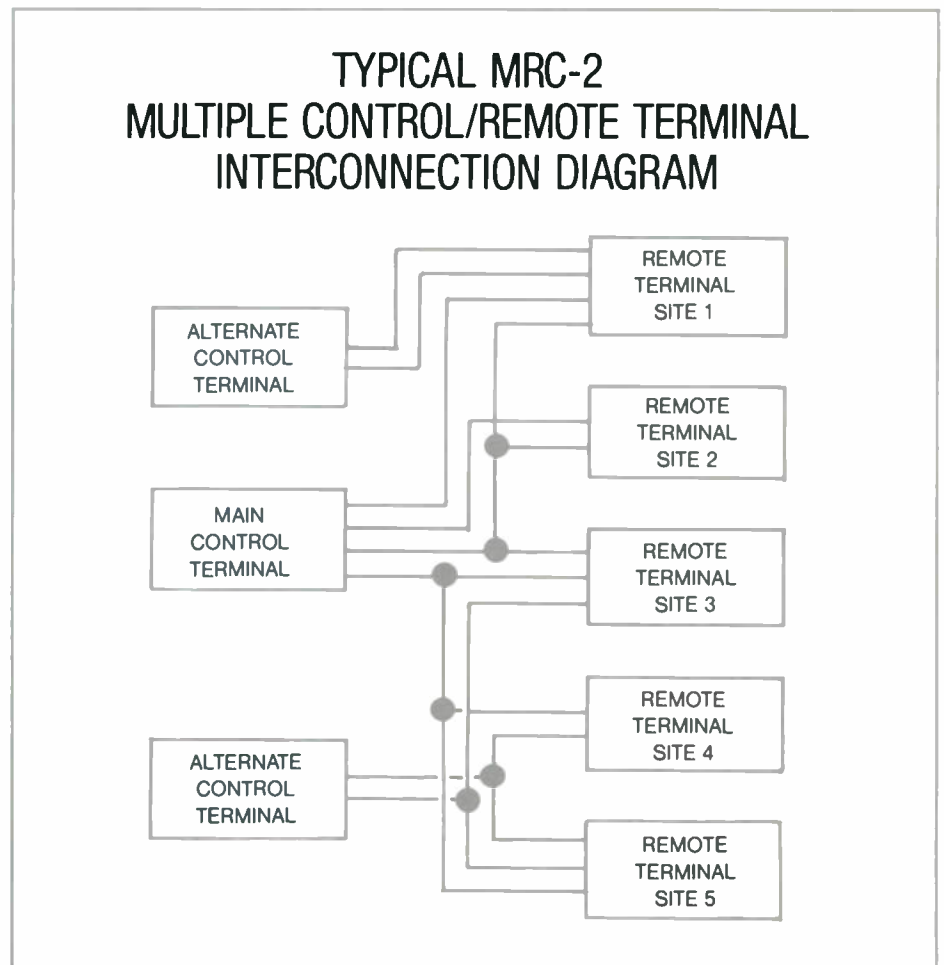 TYPICAL MRC-2
MULTIPLE CONTROL/REMOTE TERMINAL
INTERCONNECTION DIAGRAM
REMOTE
TERMINAL
SITE 1
ALTERNATE
CONTROL
TERMINAL
REMOTE
TERMINAL
SITE 2
MAIN
CONTROL
TERMINAL
REMOTE
TERMINAL
SITE 3
REMOTE
TERMINAL
SITE 4
ALTERNATE
CONTROL
TERMINAL
REMOTE
TERMINAL
SITE 5